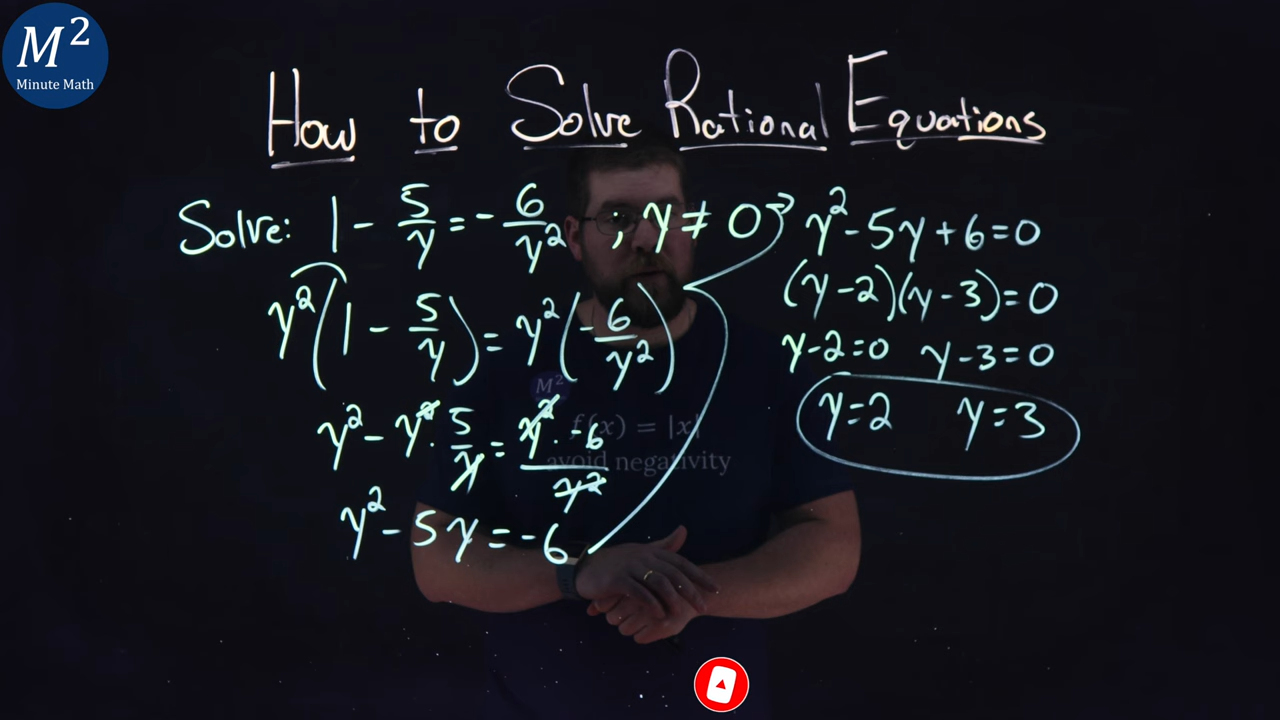 M²
Minute Math
How to Solve Rational Equations
Solve: 1 - 5/y = - 6/y² ; y ≠ 0
y²(1 - 5/y) = y²(-6/y²)
y² - y² · 5/y = y² · -6/y²
y² - 5y = -6
y² - 5y + 6 = 0
(y - 2)(y - 3) = 0
y - 2 = 0 y - 3 = 0
y = 2 y = 3
M²
f(x) = |x|
avoid negativity